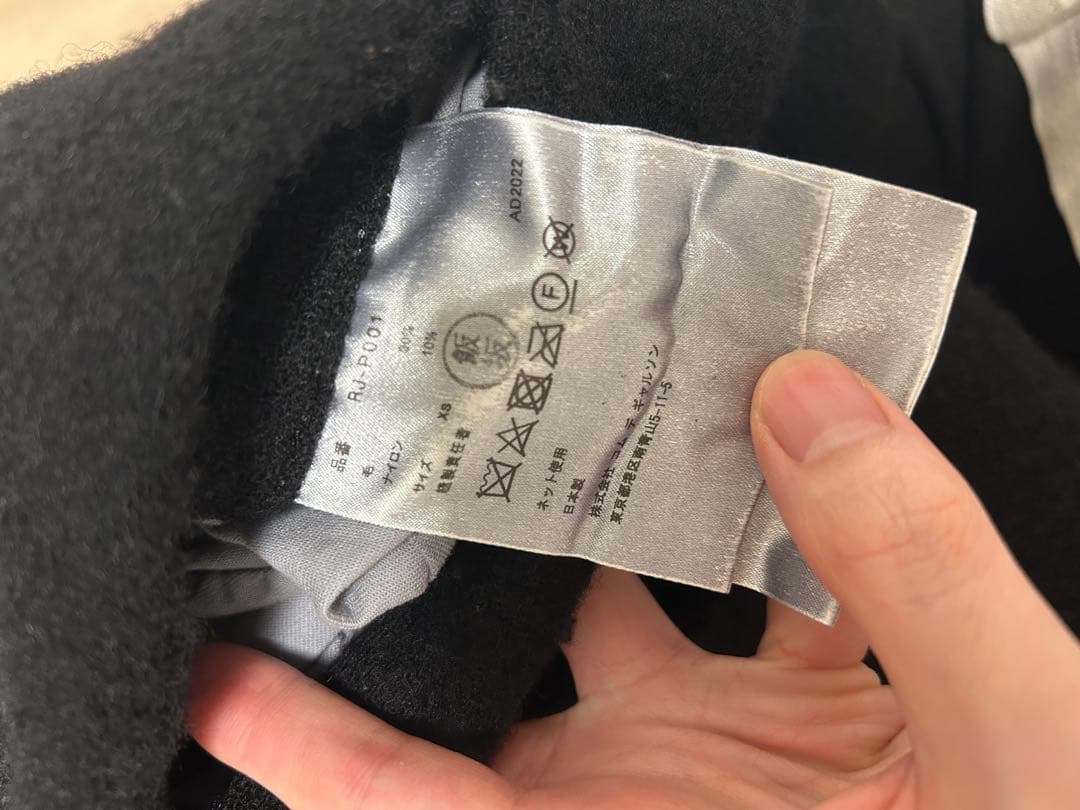 AD2022
品番 RJ-P001
毛
ナイロン 10%
サイズ XS
縫製責任者 飯坂
F
W
ネット使用
日本製
株式会社 コム デ ギャルソン
東京都港区南青山5-11-5